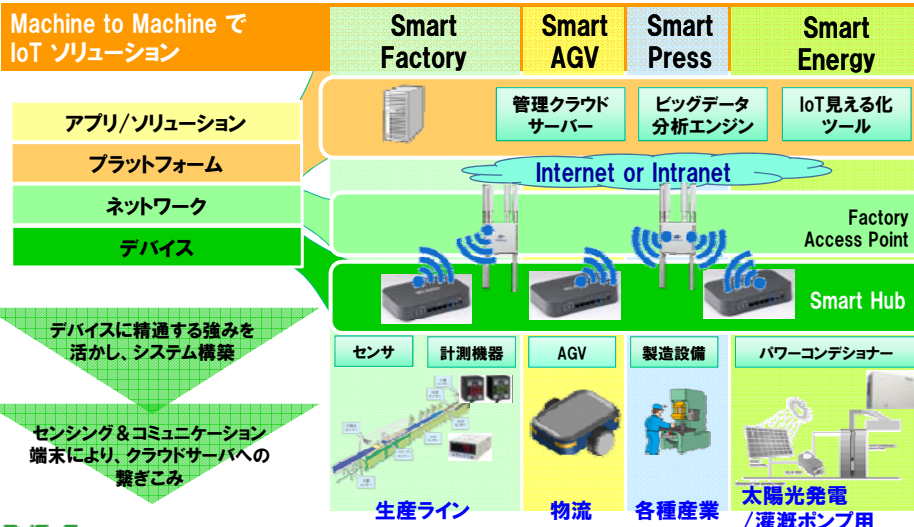 Machine to Machine で
IoT ソリューション
Smart
Factory
Smart
AGV
Smart
Press
Smart
Energy
アプリ/ソリューション
プラットフォーム
ネットワーク
デバイス
管理クラウド
サーバー
ビッグデータ
分析エンジン
IoT見える化
ツール
Internet or Intranet
Factory
Access Point
Smart Hub
デバイスに精通する強みを
活かし、システム構築
センシング&コミュニケーション
端末により、クラウドサーバへの
繋ぎこみ
センサ
計測機器
AGV
製造設備
パワーコンデショナー
生産ライン
物流
各種産業
太陽光発電
/灌漑ポンプ用